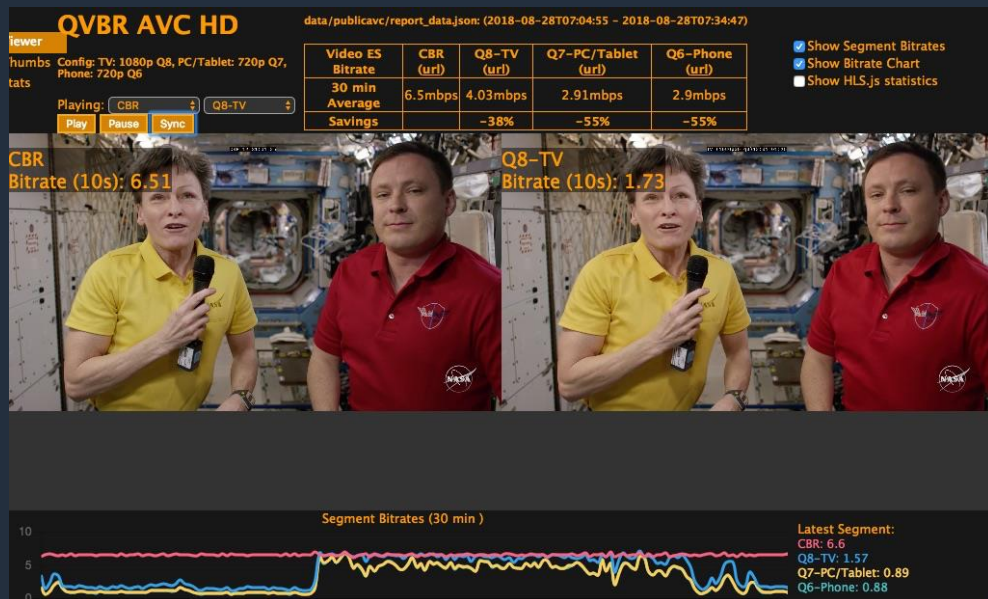 QVBR AVC HD
data/publicavc/report_data.json: (2018-08-28T07:04:55 - 2018-08-28T07:34:47)
iewer
humbs
tats
Config: TV: 1080p Q8, PC/Tablet: 720p Q7,
Phone: 720p Q6
Playing: CBR Q8-TV
Play Pause Sync
Video ES Bitrate CBR (url) Q8-TV (url) Q7-PC/Tablet (url) Q6-Phone (url)
30 min Average 6.5mbps 4.03mbps 2.91mbps 2.9mbps
Savings -38% -55% -55%
Show Segment Bitrates
Show Bitrate Chart
Show HLS.js statistics
CBR
Bitrate (10s): 6.51
Q8-TV
Bitrate (10s): 1.73
NASA
NASA
Segment Bitrates (30 min )
10
5
0
Latest Segment:
CBR: 6.6
Q8-TV: 1.57
Q7-PC/Tablet: 0.89
Q6-Phone: 0.88